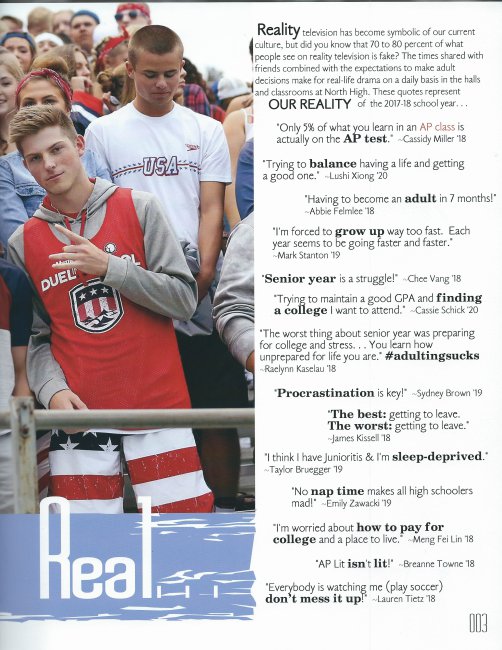 Reality television has become symbolic of our current
culture, but did you know that 70 to 80 percent of what
people see on reality television is fake? The times shared with
friends combined with the expectations to make adult
decisions make for real-life drama on a daily basis in the halls
and classrooms at North High. These quotes represent
OUR REALITY of the 2017-18 school year. . .
"Only 5% of what you learn in an AP class is
actually on the AP test." ~Cassidy Miller '18
"Trying to balance having a life and getting
a good one." ~Lushi Xiong '20
"Having to become an adult in 7 months!"
~Abbie Felmlee '18
"I'm forced to grow up way too fast. Each
year seems to be going faster and faster."
~Mark Stanton '19
"Senior year is a struggle!" ~Chee Vang '18
"Trying to maintain a good GPA and finding
a college I want to attend." ~Cassie Schick '20
"The worst thing about senior year was preparing
for college and stress. . . You learn how
unprepared for life you are." #adultingsucks
~Raelynn Kaselau '18
"Procrastination is key!" ~Sydney Brown '19
"The best: getting to leave.
The worst: getting to leave."
~James Kissell '18
"I think I have Junioritis & I'm sleep-deprived."
~Taylor Bruegger '19
"No nap time makes all high schoolers
mad!" ~Emily Zawacki '19
"I'm worried about how to pay for
college and a place to live." ~Meng Fei Lin '18
"AP Lit isn't lit!" ~Breanne Towne '18
"Everybody is watching me (play soccer)
don't mess it up!" ~Lauren Tietz '18
USA
Real...
003